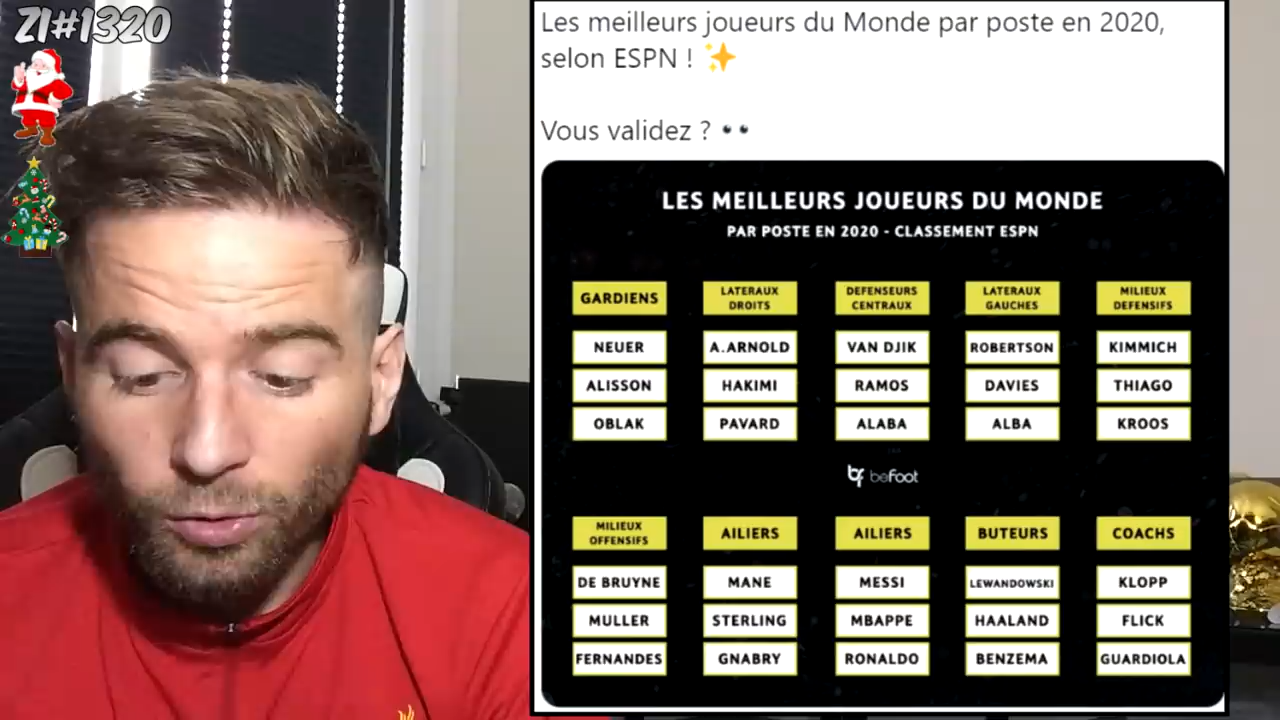 ZI#1320
Les meilleurs joueurs du Monde par poste en 2020,
selon ESPN !
Vous validez ?
LES MEILLEURS JOUEURS DU MONDE
PAR POSTE EN 2020 - CLASSEMENT ESPN
GARDIENS
NEUER
ALISSON
OBLAK
LATERAUX
DROITS
A.ARNOLD
HAKIMI
PAVARD
DEFENSEURS
CENTRAUX
VAN DJIK
RAMOS
ALABA
LATERAUX
GAUCHES
ROBERTSON
DAVIES
ALBA
MILIEUX
DEFENSIFS
KIMMICH
THIAGO
KROOS
bf befoot
MILIEUX
OFFENSIFS
DE BRUYNE
MULLER
FERNANDES
AILIERS
MANE
STERLING
GNABRY
AILIERS
MESSI
MBAPPE
RONALDO
BUTEURS
LEWANDOWSKI
HAALAND
BENZEMA
COACHS
KLOPP
FLICK
GUARDIOLA